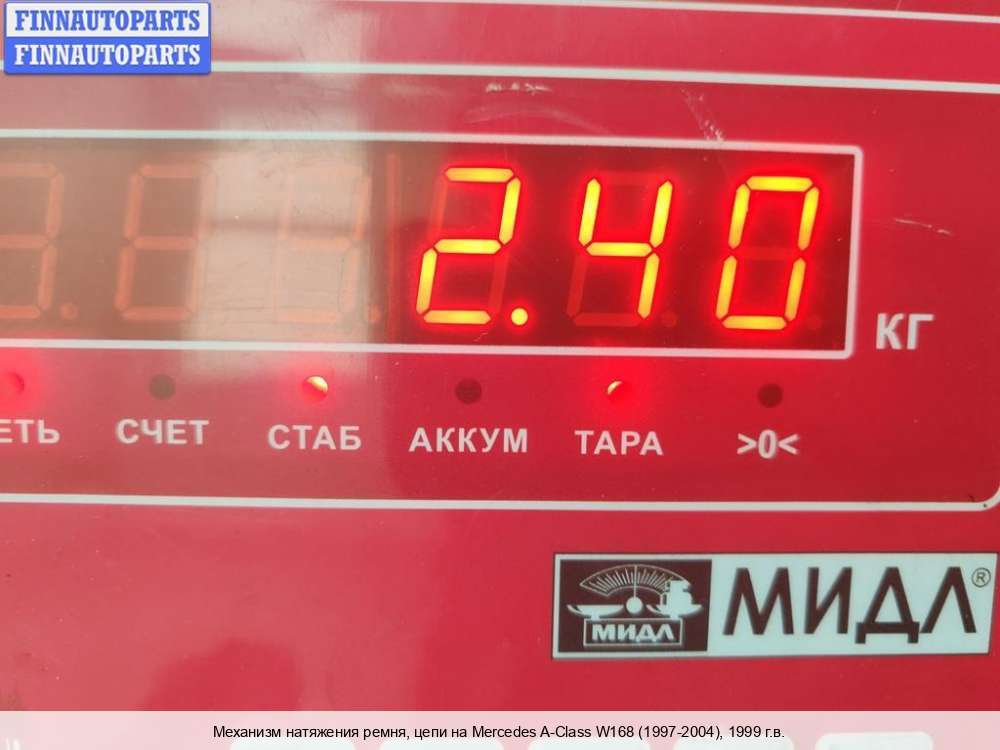 FINNAUTOPARTS
FINNAUTOPARTS
2.40
КГ
ЕТЬ СЧЕТ СТАБ АККУМ ТАРА >0<
МИДЛ МИДЛ®
Механизм натяжения ремня, цепи на Mercedes A-Class W168 (1997-2004), 1999 г.в.